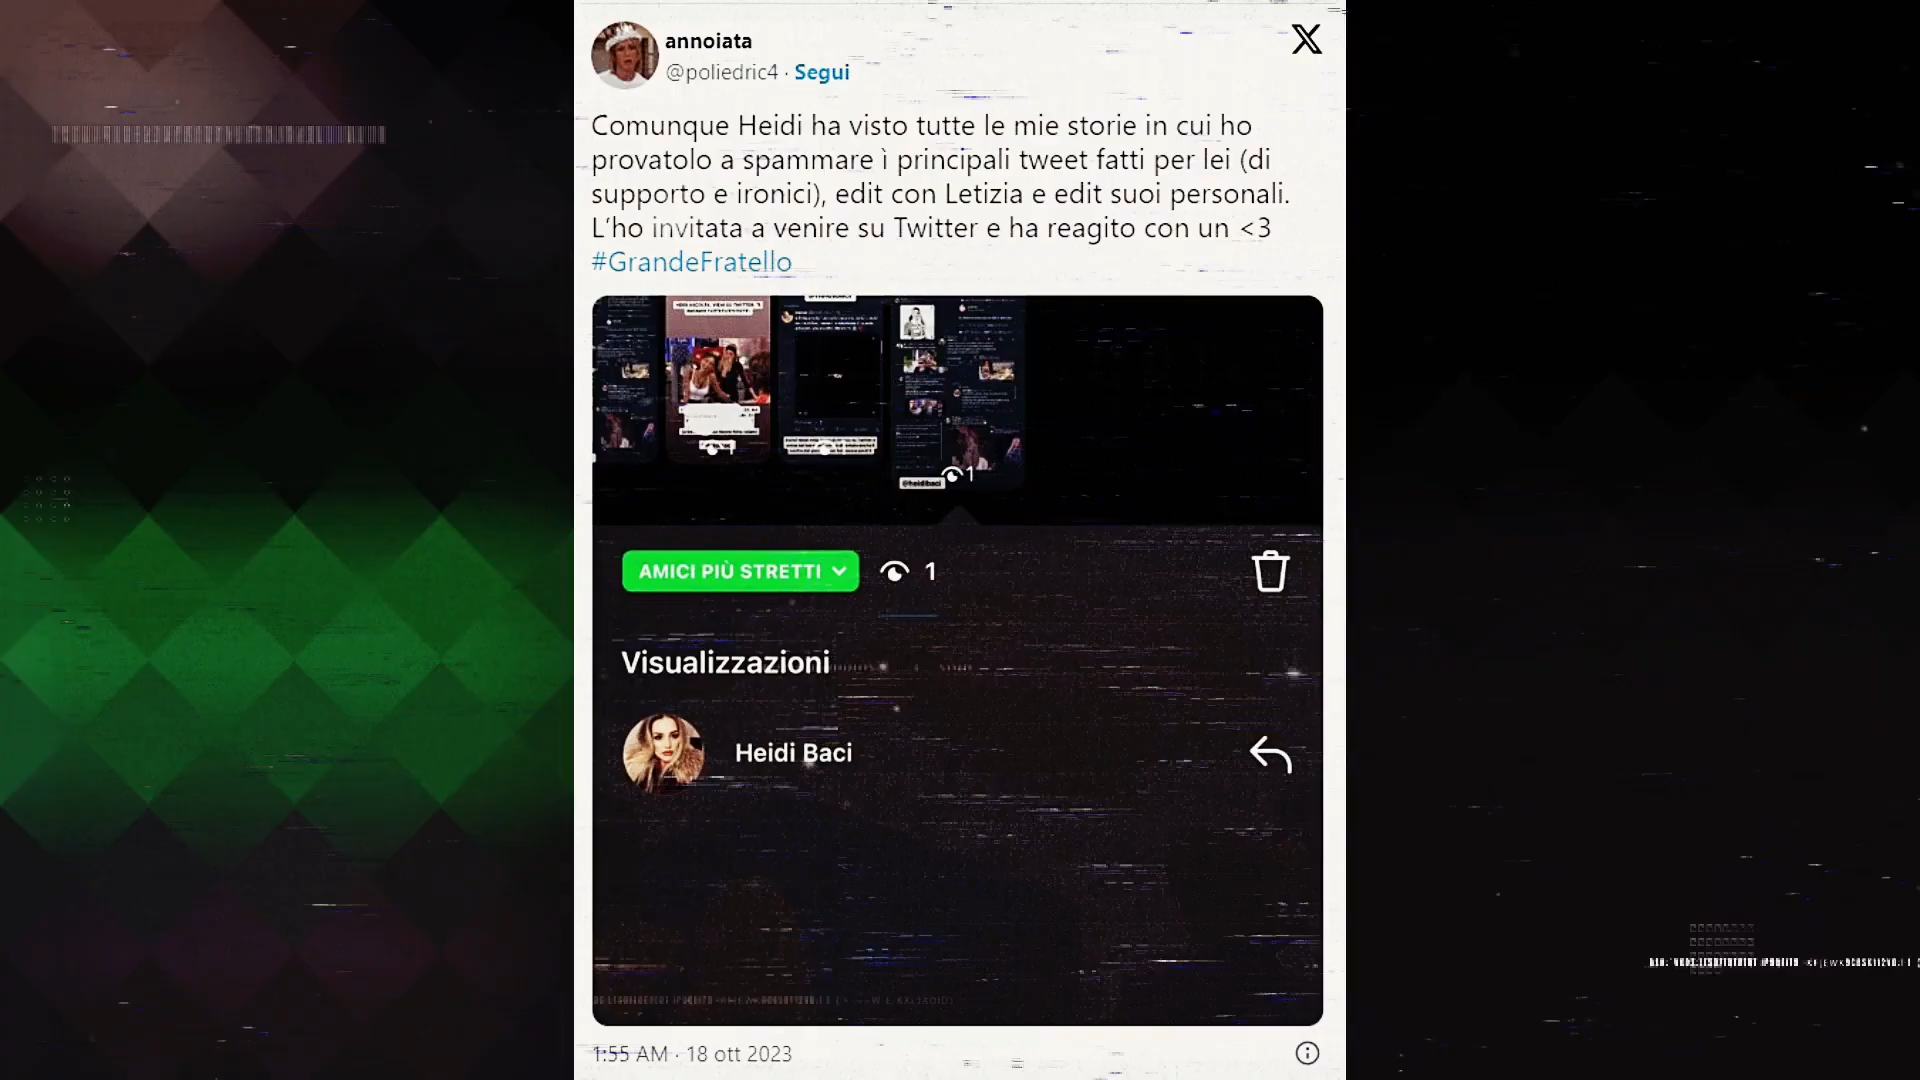 annoiata
@poliedric4 · Segui
Comunque Heidi ha visto tutte le mie storie in cui ho
provatolo a spammare ì principali tweet fatti per lei (di
supporto e ironici), edit con Letizia e edit suoi personali.
L'ho invitata a venire su Twitter e ha reagito con un <3
#GrandeFratello
1
@heidibaci
AMICI PIÙ STRETTI
1
Visualizzazioni
Heidi Baci
1:55 AM · 18 ott 2023